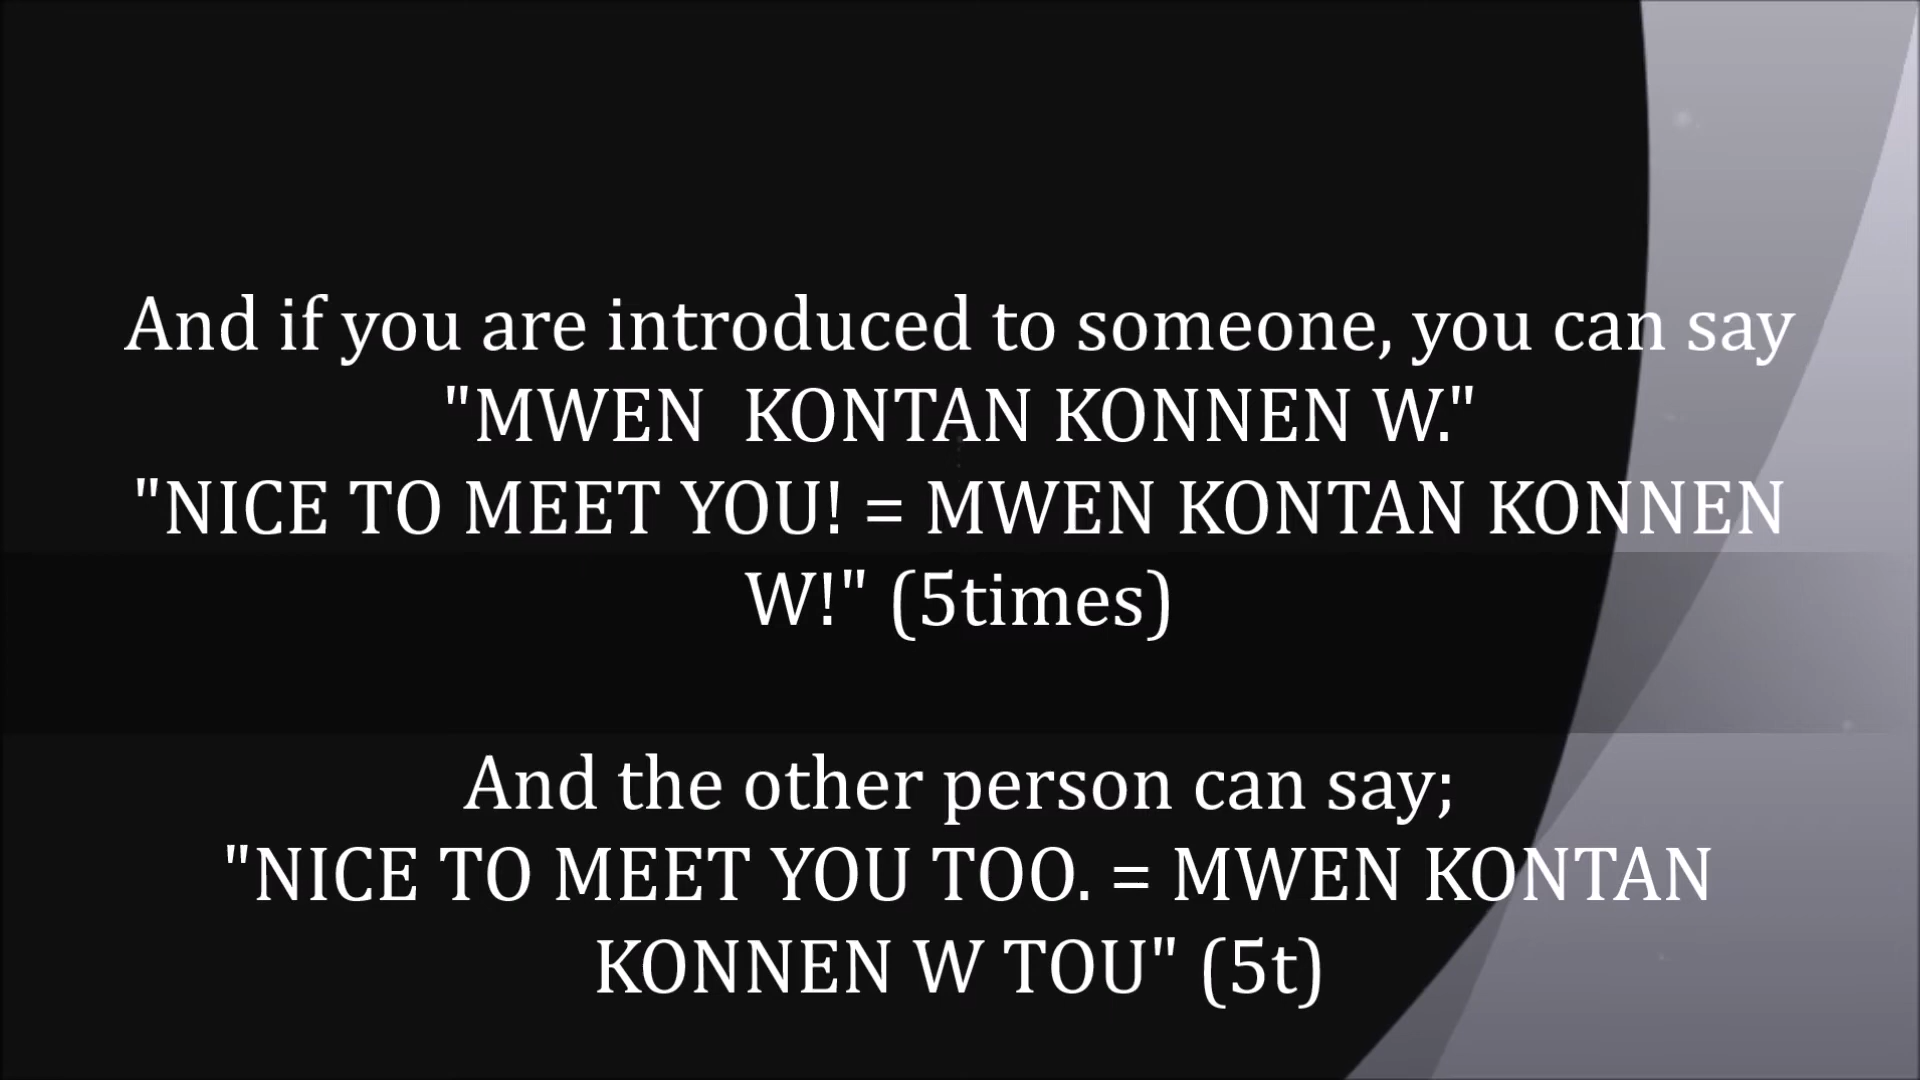 And if you are introduced to someone, you can say
"MWEN  KONTAN KONNEN W."
"NICE TO MEET YOU! = MWEN KONTAN KONNEN
W!" (5times)
And the other person can say;
"NICE TO MEET YOU TOO. = MWEN KONTAN
KONNEN W TOU" (5t)